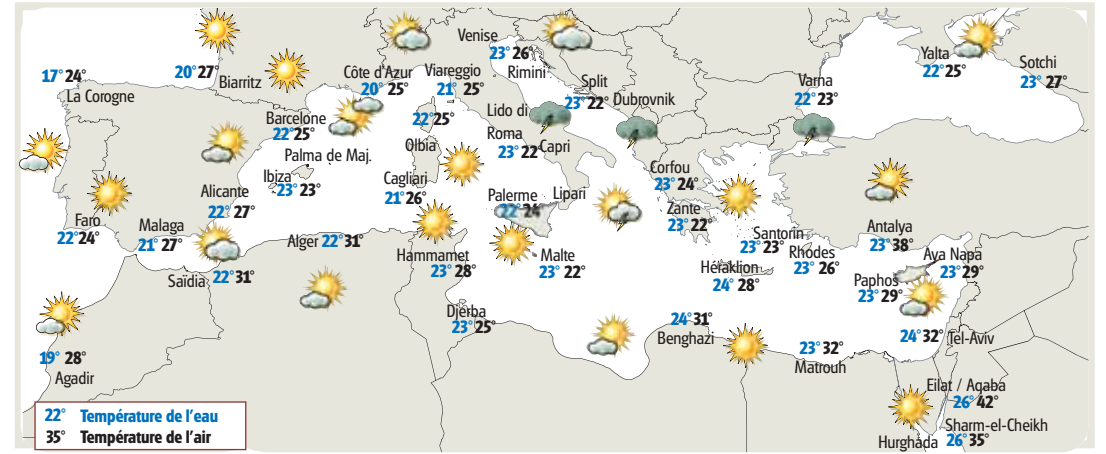 Venise
23° 26°
Rimini
Yalta
22° 25°
Sotchi
23° 27°
17° 24°
La Corogne
20° 27°
Biarritz
Côte d'Azur
20° 25°
Viareggio
21° 25°
Split
23° 22°
Dubrovnik
Varna
22° 23°
Barcelone
22° 25°
22° 25°
Olbia
Lido di
Roma
23° 22°
Capri
Palma de Maj.
Ibiza
23° 23°
Cagliari
21° 26°
Corfou
23° 24°
Alicante
22° 27°
Palerme
22° 24°
Lipari
Zante
23° 22°
Faro
22° 24°
Malaga
21° 27°
Alger 22° 31°
Santorin
23° 23°
Antalya
23° 38°
Saïdia
22° 31°
Hammamet
23° 28°
Malte
23° 22°
Héraklion
24° 28°
Rhodes
23° 26°
Aya Napa
23° 29°
Paphos
23° 29°
Djerba
23° 25°
24° 31°
Benghazi
24° 32°
Tel-Aviv
23° 32°
Matrouh
19° 28°
Agadir
Eilat / Aqaba
26° 42°
Sharm-el-Cheikh
26° 35°
Hurghada
22° Température de l'eau
35° Température de l'air